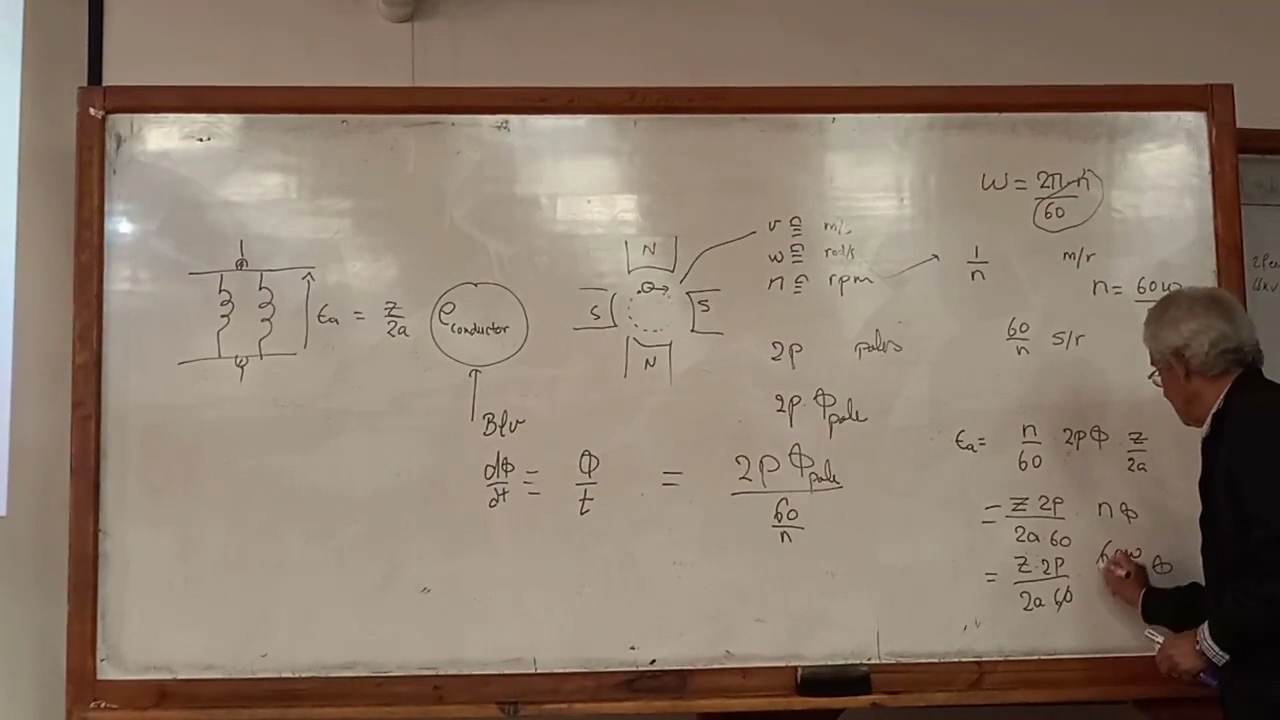 ω = 2π n / 60
N
v ≘ m/s
ω ≘ rad/s
n ≘ rpm
1/n m/r
n = 60ω
S S
Ea = z/2a e conductor
N
60/n s/r
2p poles
2p · Φpole
Blv
Ea = n/60 2pΦ z/2a
dΦ/dt = Φ/t = 2p Φpole / 60/n
= z 2p / 2a 60 n Φ
= z · 2p / 2a 60 60ω Φ